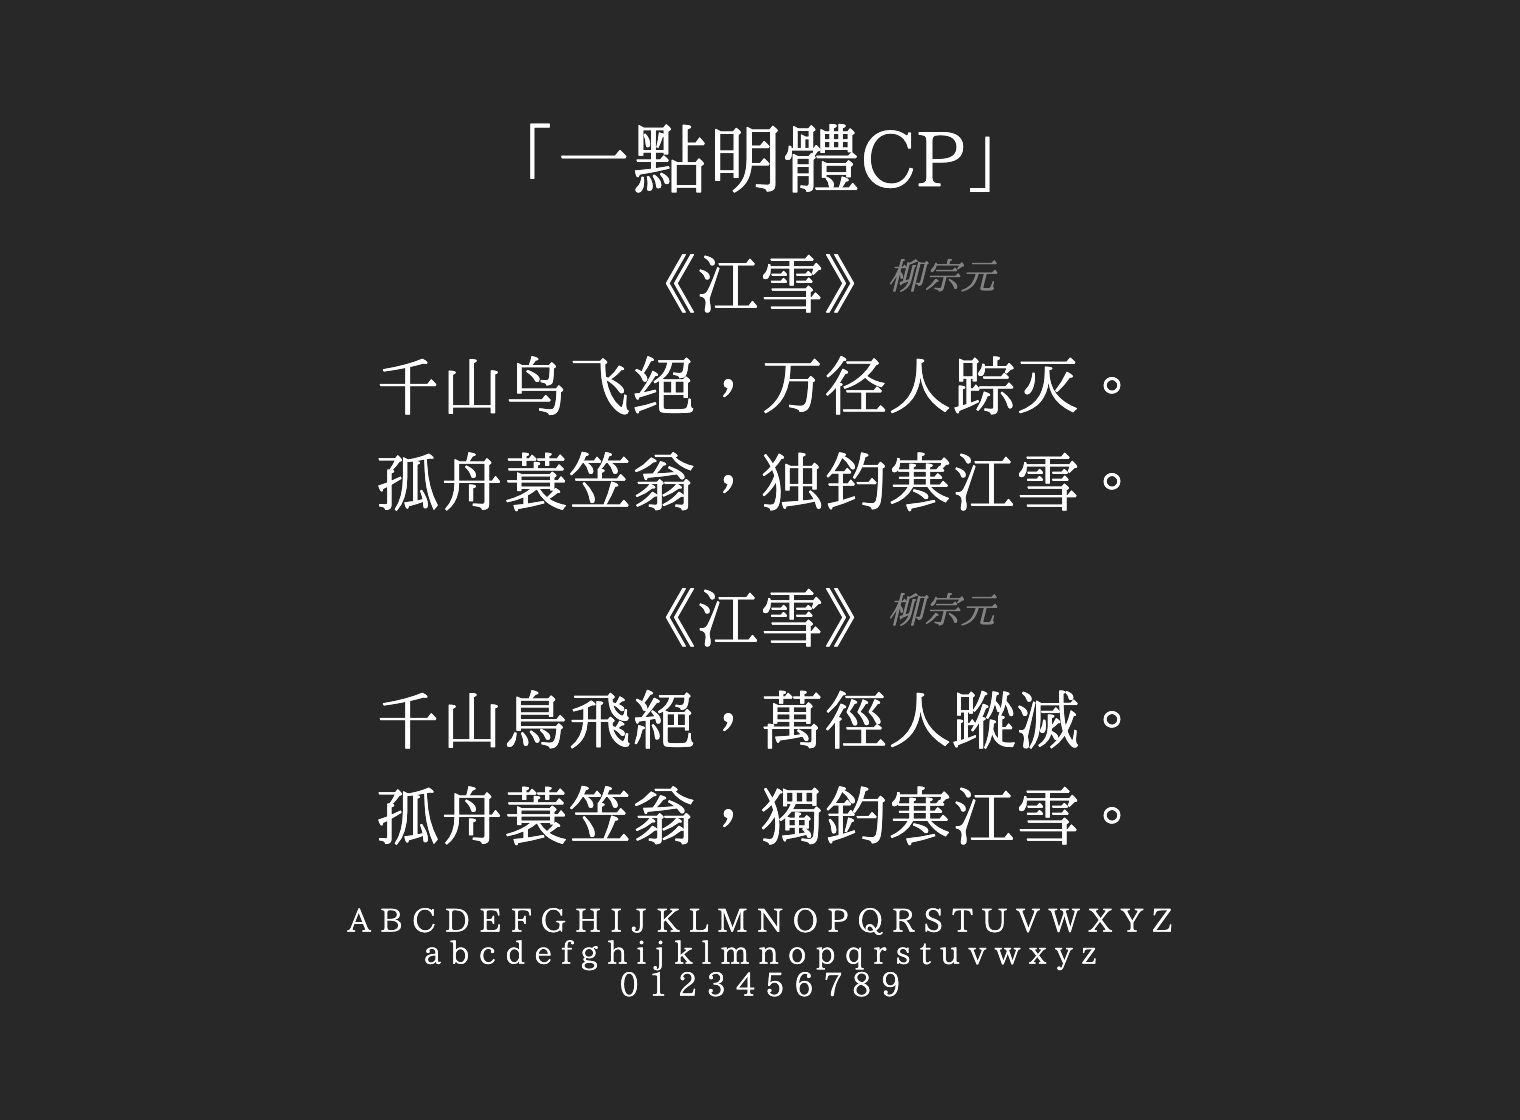 「一點明體CP」
《江雪》 柳宗元
千山鸟飞绝，万径人踪灭。
孤舟蓑笠翁，独釣寒江雪。
《江雪》 柳宗元
千山鳥飛絕，萬徑人蹤滅。
孤舟蓑笠翁，獨釣寒江雪。
A B C D E F G H I J K L M N O P Q R S T U V W X Y Z
a b c d e f g h i j k l m n o p q r s t u v w x y z
0 1 2 3 4 5 6 7 8 9